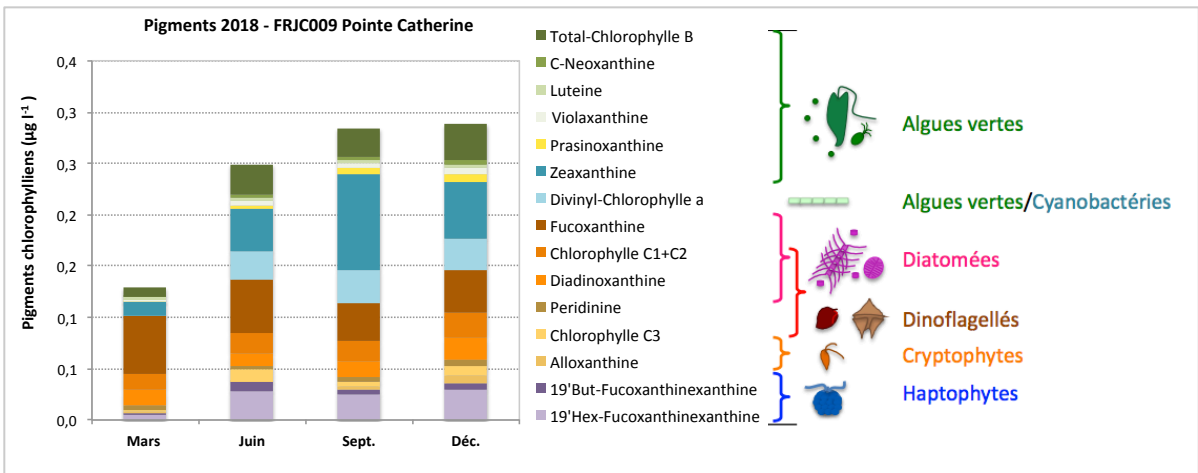 Pigments 2018 - FRJC009 Pointe Catherine
Pigments chlorophylliens (µg l-1)
0,4
0,3
0,3
0,2
0,2
0,1
0,1
0,0
Mars
Juin
Sept.
Déc.
Total-Chlorophylle B
C-Neoxanthine
Luteine
Violaxanthine
Prasinoxanthine
Zeaxanthine
Divinyl-Chlorophylle a
Fucoxanthine
Chlorophylle C1+C2
Diadinoxanthine
Peridinine
Chlorophylle C3
Alloxanthine
19'But-Fucoxanthinexanthine
19'Hex-Fucoxanthinexanthine
Algues vertes
Algues vertes/Cyanobactéries
Diatomées
Dinoflagellés
Cryptophytes
Haptophytes